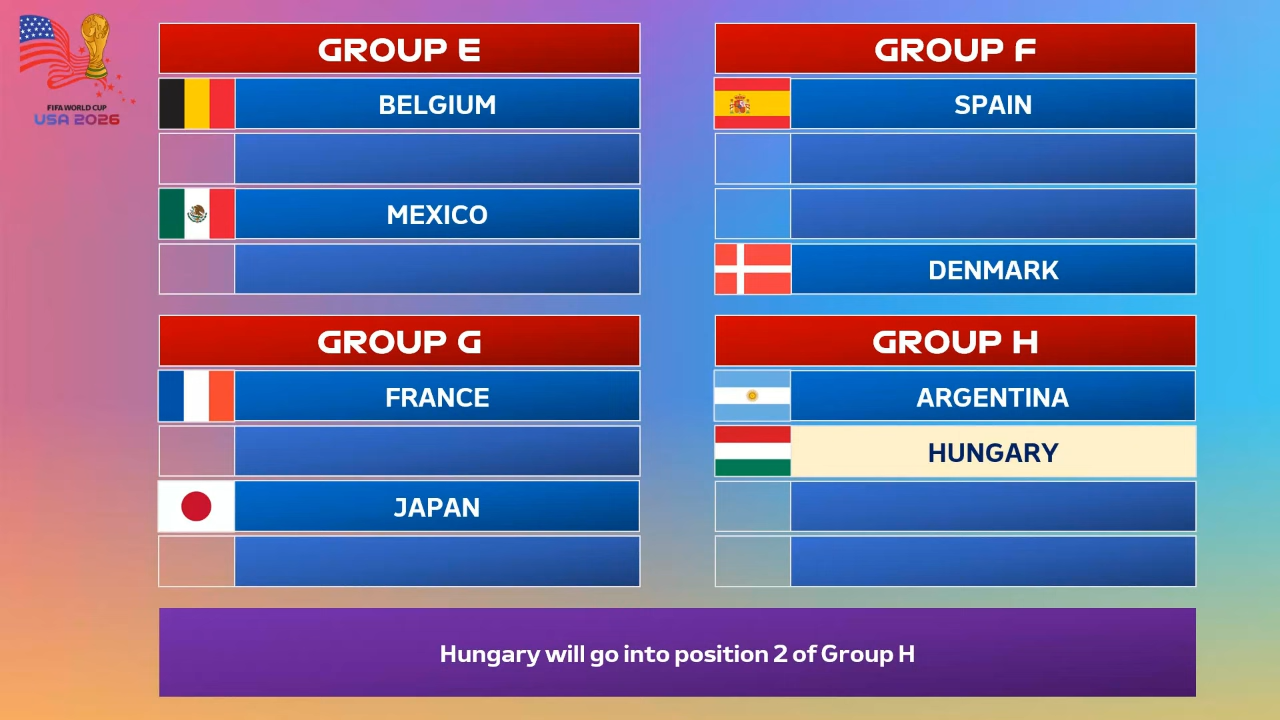 FIFA WORLD CUP
USA 2026
GROUP E
BELGIUM
MEXICO
GROUP F
SPAIN
DENMARK
GROUP G
FRANCE
JAPAN
GROUP H
ARGENTINA
HUNGARY
Hungary will go into position 2 of Group H